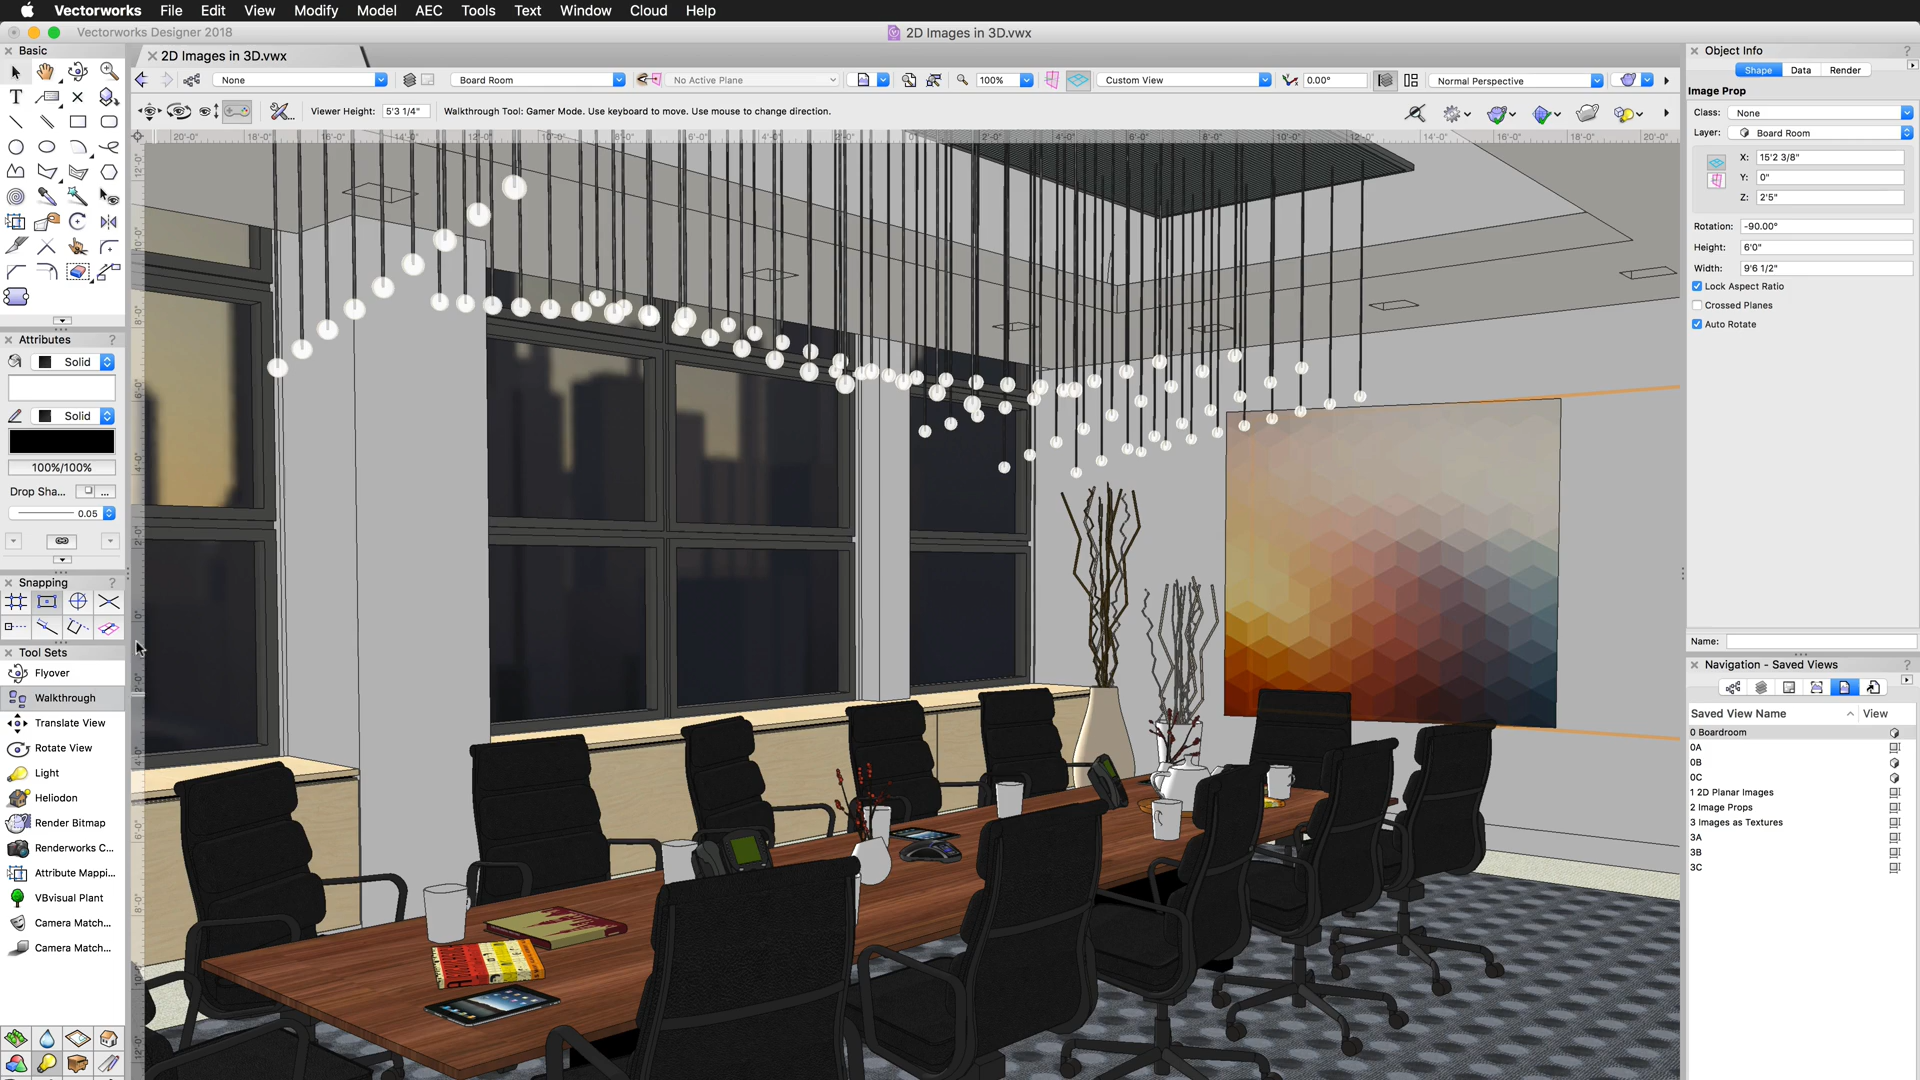 Vectorworks File Edit View Modify Model AEC Tools Text Window Cloud Help
Vectorworks Designer 2018
2D Images in 3D.vwx
Basic
2D Images in 3D.vwx
None
Board Room
No Active Plane
100%
Custom View
0.00°
Normal Perspective
Viewer Height: 5'3 1/4"
Walkthrough Tool: Gamer Mode. Use keyboard to move. Use mouse to change direction.
Attributes
Solid
Solid
100%/100%
Drop Sha...
...
0.05
Snapping
Tool Sets
Flyover
Walkthrough
Translate View
Rotate View
Light
Heliodon
Render Bitmap
Renderworks C...
Attribute Mappi...
VBvisual Plant
Camera Match...
Camera Match...
Object Info
Shape Data Render
Image Prop
Class: None
Layer: Board Room
X: 15'2 3/8"
Y: 0"
Z: 2'5"
Rotation: -90.00°
Height: 6'0"
Width: 9'6 1/2"
Lock Aspect Ratio
Crossed Planes
Auto Rotate
Name:
Navigation - Saved Views
Saved View Name View
0 Boardroom
0A
0B
0C
1 2D Planar Images
2 Image Props
3 Images as Textures
3A
3B
3C